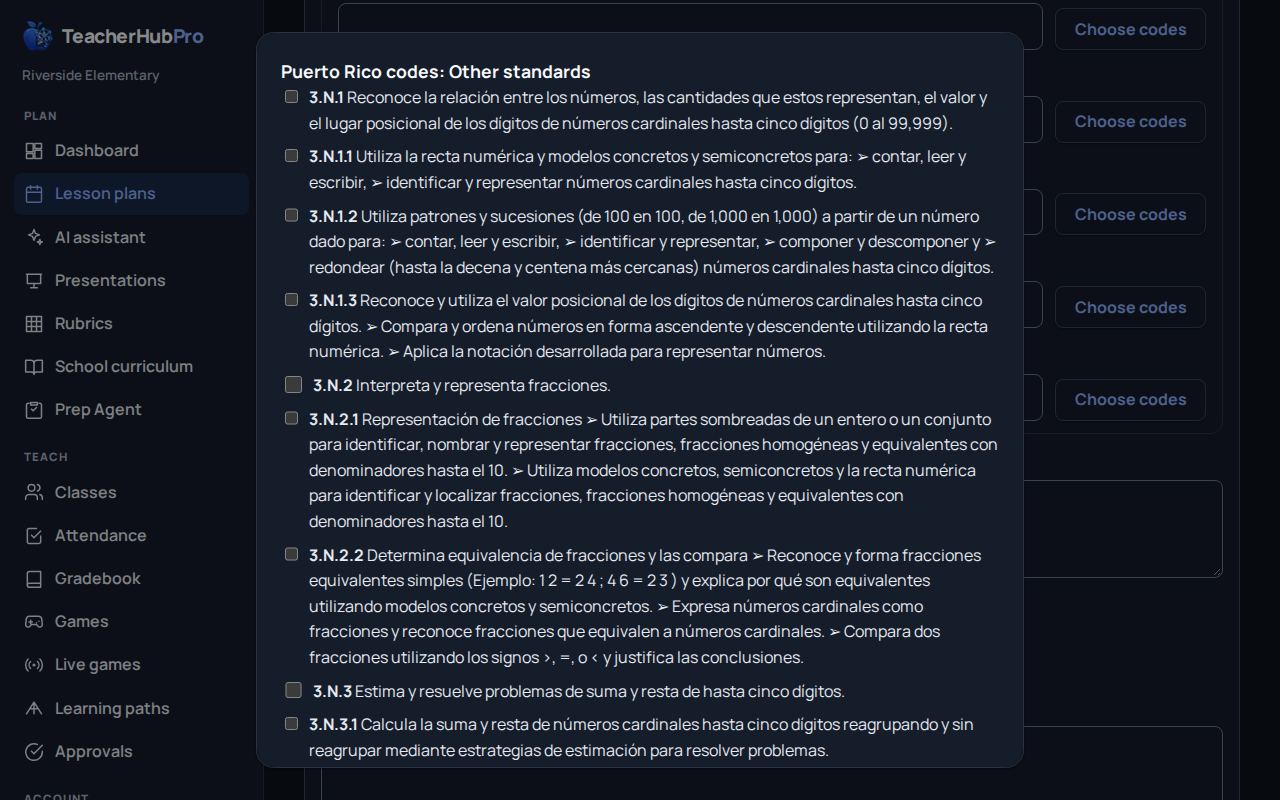 TeacherHubPro
Riverside Elementary
PLAN
Dashboard
Lesson plans
AI assistant
Presentations
Rubrics
School curriculum
Prep Agent
TEACH
Classes
Attendance
Gradebook
Games
Live games
Learning paths
Approvals
ACCOUNT
Puerto Rico codes: Other standards
3.N.1 Reconoce la relación entre los números, las cantidades que estos representan, el valor y
el lugar posicional de los dígitos de números cardinales hasta cinco dígitos (0 al 99,999).
3.N.1.1 Utiliza la recta numérica y modelos concretos y semiconcretos para: ➢ contar, leer y
escribir, ➢ identificar y representar números cardinales hasta cinco dígitos.
3.N.1.2 Utiliza patrones y sucesiones (de 100 en 100, de 1,000 en 1,000) a partir de un número
dado para: ➢ contar, leer y escribir, ➢ identificar y representar, ➢ componer y descomponer y ➢
redondear (hasta la decena y centena más cercanas) números cardinales hasta cinco dígitos.
3.N.1.3 Reconoce y utiliza el valor posicional de los dígitos de números cardinales hasta cinco
dígitos. ➢ Compara y ordena números en forma ascendente y descendente utilizando la recta
numérica. ➢ Aplica la notación desarrollada para representar números.
3.N.2 Interpreta y representa fracciones.
3.N.2.1 Representación de fracciones ➢ Utiliza partes sombreadas de un entero o un conjunto
para identificar, nombrar y representar fracciones, fracciones homogéneas y equivalentes con
denominadores hasta el 10. ➢ Utiliza modelos concretos, semiconcretos y la recta numérica
para identificar y localizar fracciones, fracciones homogéneas y equivalentes con
denominadores hasta el 10.
3.N.2.2 Determina equivalencia de fracciones y las compara ➢ Reconoce y forma fracciones
equivalentes simples (Ejemplo: 1 2 = 2 4 ; 4 6 = 2 3 ) y explica por qué son equivalentes
utilizando modelos concretos y semiconcretos. ➢ Expresa números cardinales como
fracciones y reconoce fracciones que equivalen a números cardinales. ➢ Compara dos
fracciones utilizando los signos >, =, o < y justifica las conclusiones.
3.N.3 Estima y resuelve problemas de suma y resta de hasta cinco dígitos.
3.N.3.1 Calcula la suma y resta de números cardinales hasta cinco dígitos reagrupando y sin
reagrupar mediante estrategias de estimación para resolver problemas.
Choose codes
Choose codes
Choose codes
Choose codes
Choose codes